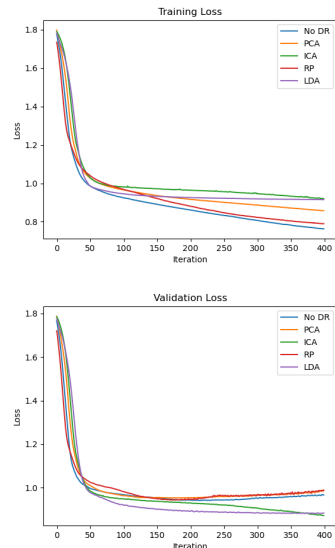 Training Loss
1.8
1.6
1.4
1.2
1.0
0.8
Loss
No DR
PCA
ICA
RP
LDA
0 50 100 150 200 250 300 350 400
Iteration
Validation Loss
1.8
1.6
1.4
1.2
1.0
Loss
No DR
PCA
ICA
RP
LDA
0 50 100 150 200 250 300 350 400
Iteration